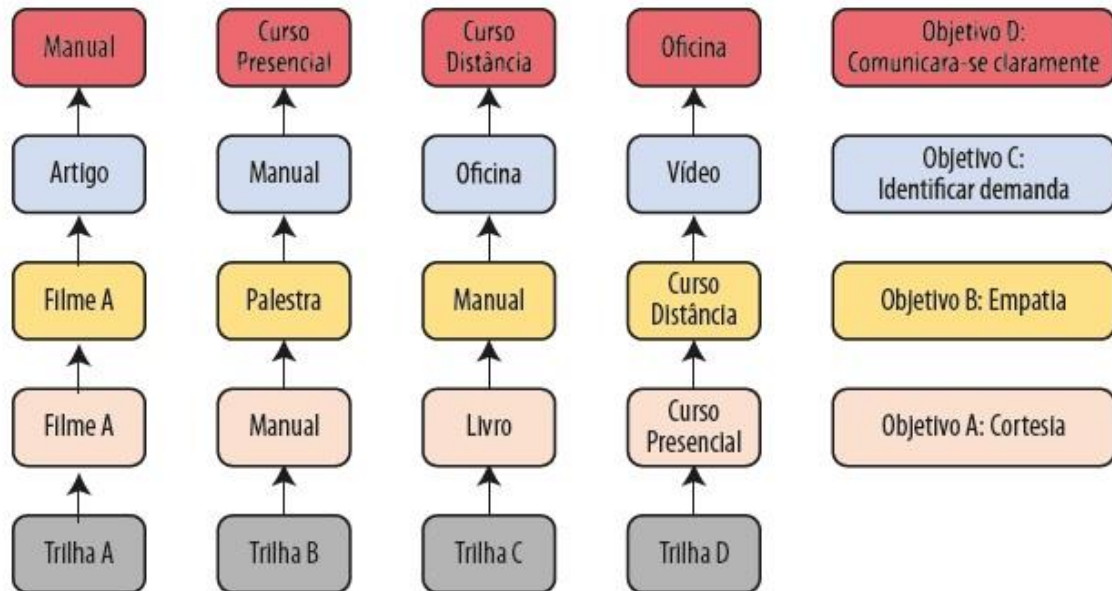 Manual
Curso
Presencial
Curso
Distância
Oficina
Objetivo D:
Comunicara-se claramente
Artigo
Manual
Oficina
Vídeo
Objetivo C:
Identificar demanda
Filme A
Palestra
Manual
Curso
Distância
Objetivo B: Empatia
Filme A
Manual
Livro
Curso
Presencial
Objetivo A: Cortesia
Trilha A
Trilha B
Trilha C
Trilha D